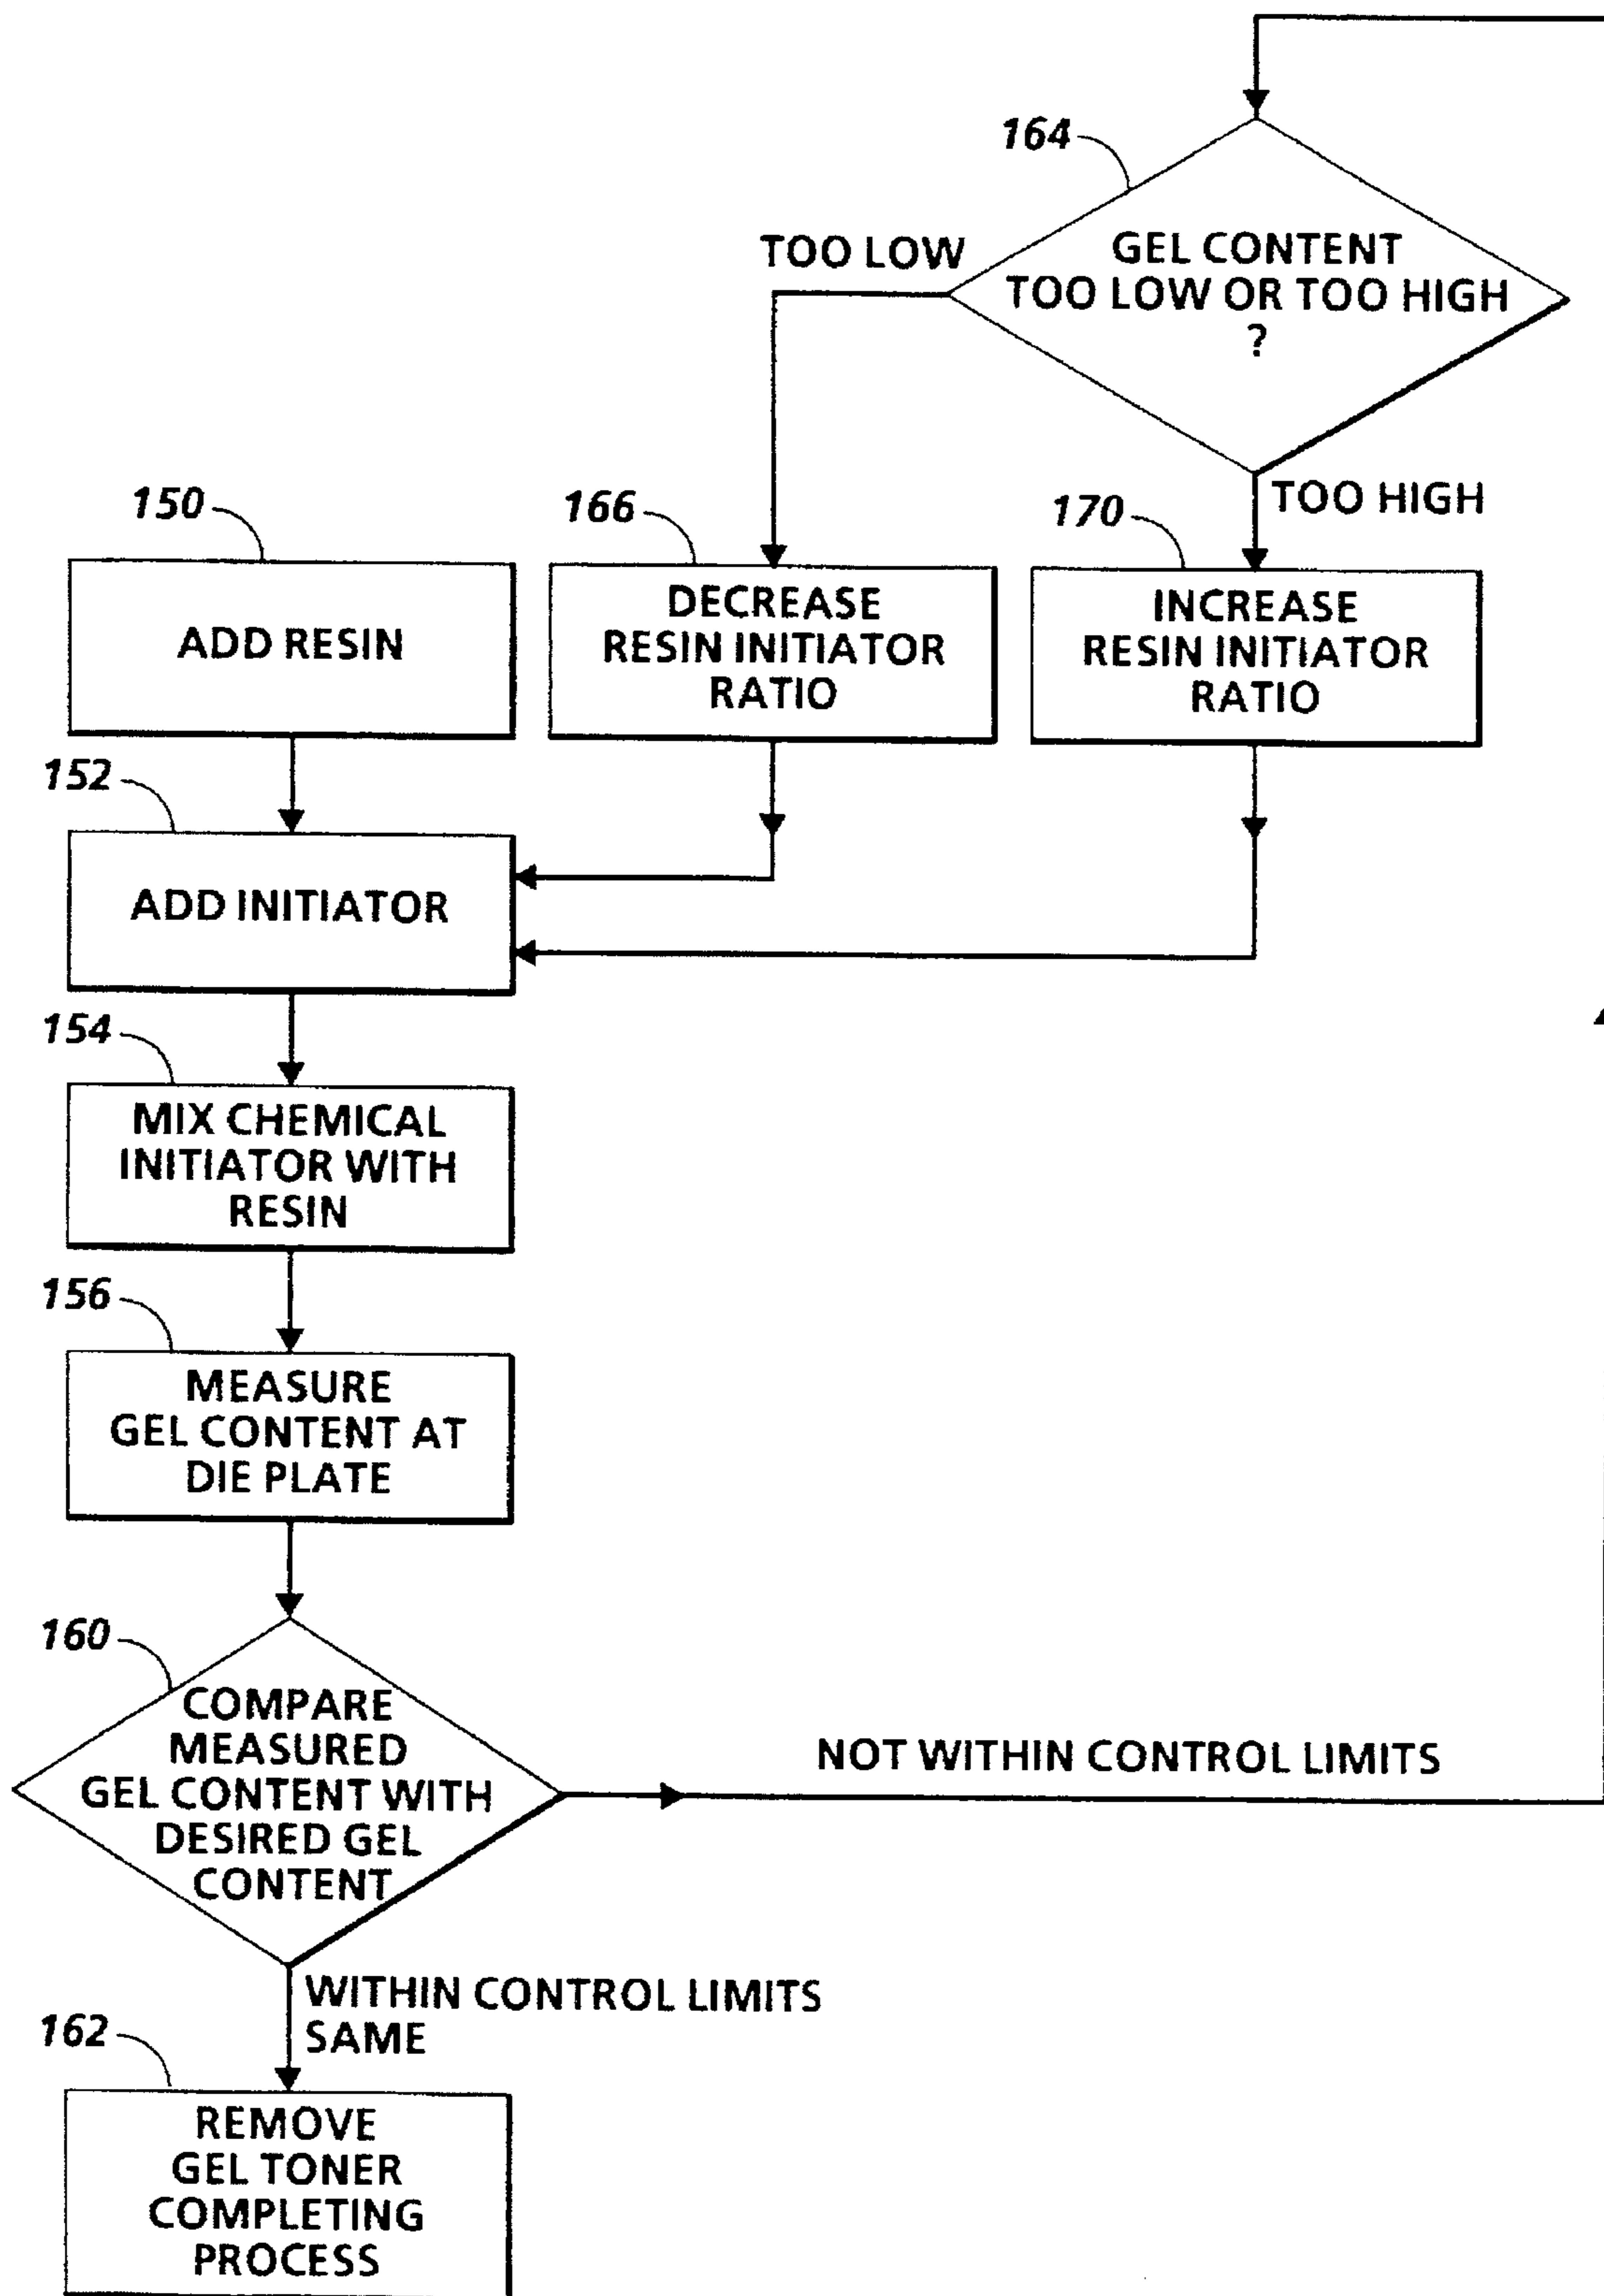 164
GEL CONTENT
TOO LOW OR TOO HIGH
?
TOO LOW
TOO HIGH
150
ADD RESIN
166
DECREASE
RESIN INITIATOR
RATIO
170
INCREASE
RESIN INITIATOR
RATIO
152
ADD INITIATOR
154
MIX CHEMICAL
INITIATOR WITH
RESIN
156
MEASURE
GEL CONTENT AT
DIE PLATE
160
COMPARE
MEASURED
GEL CONTENT WITH
DESIRED GEL
CONTENT
NOT WITHIN CONTROL LIMITS
WITHIN CONTROL LIMITS
SAME
162
REMOVE
GEL TONER
COMPLETING
PROCESS